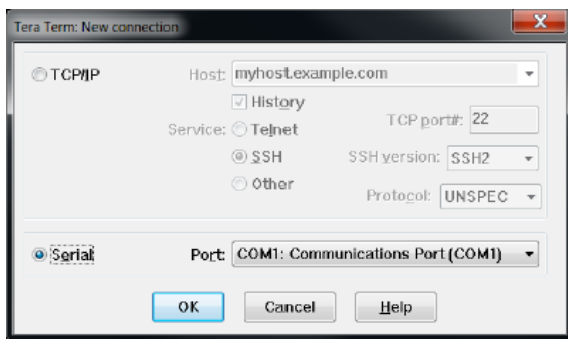 Tera Term: New connection
TCP/IP Host: myhost.example.com
History
Service: Telnet TCP port#: 22
SSH SSH version: SSH2
Other Protocol: UNSPEC
Serial Port: COM1: Communications Port (COM1)
OK Cancel Help